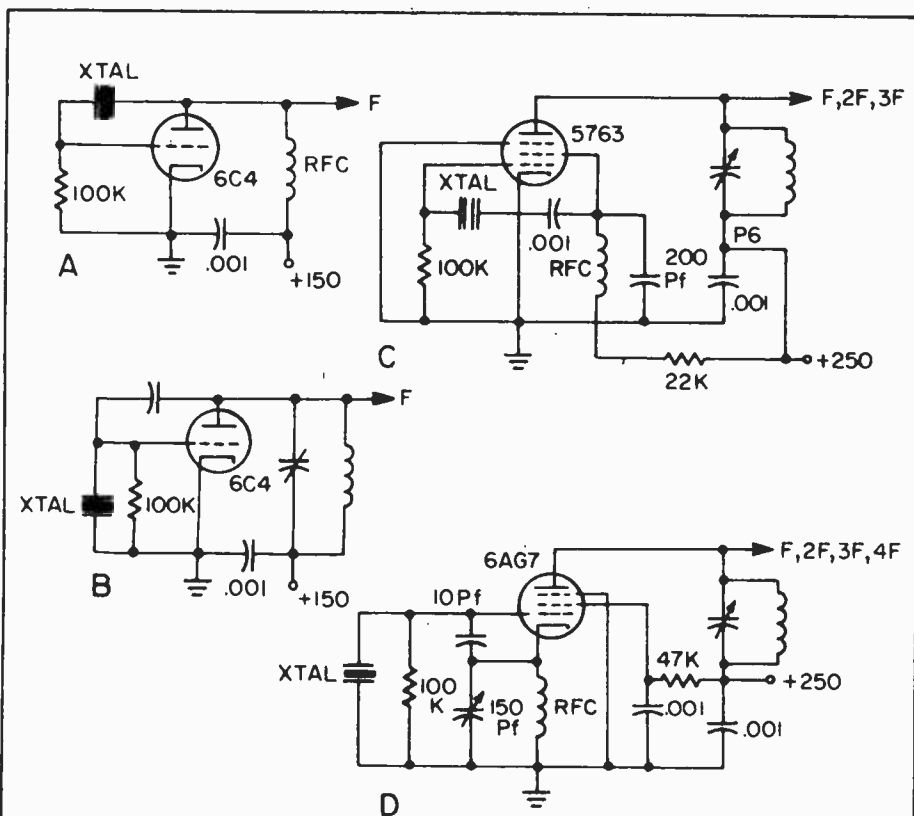 XTAL
F
6C4
RFC
100K
.001
+150
A
F,2F,3F
5763
XTAL
.001
RFC
100K
200
Pf
P6
.001
22K
+250
C
F
6C4
XTAL
100K
.001
+150
B
F,2F,3F,4F
6AG7
10Pf
XTAL
100
K
150
Pf
RFC
47K
+250
.001
.001
D